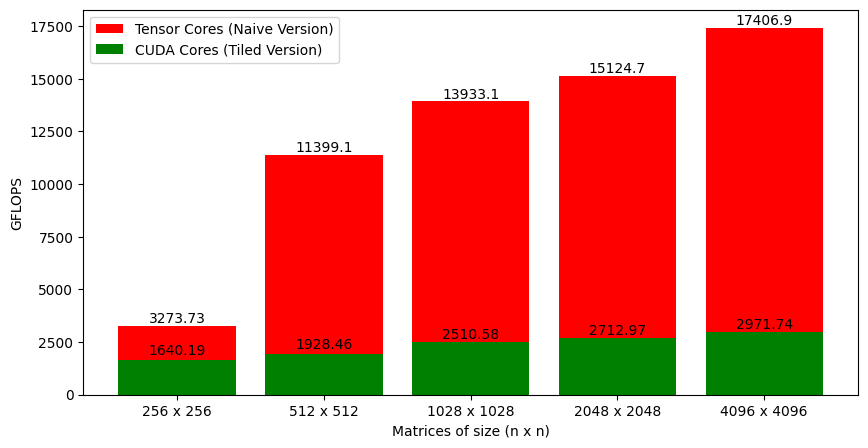 17500
15000
12500
10000
7500
5000
2500
0
GFLOPS
Tensor Cores (Naive Version)
CUDA Cores (Tiled Version)
3273.73
11399.1
13933.1
15124.7
17406.9
1640.19
1928.46
2510.58
2712.97
2971.74
256 x 256
512 x 512
1028 x 1028
2048 x 2048
4096 x 4096
Matrices of size (n x n)